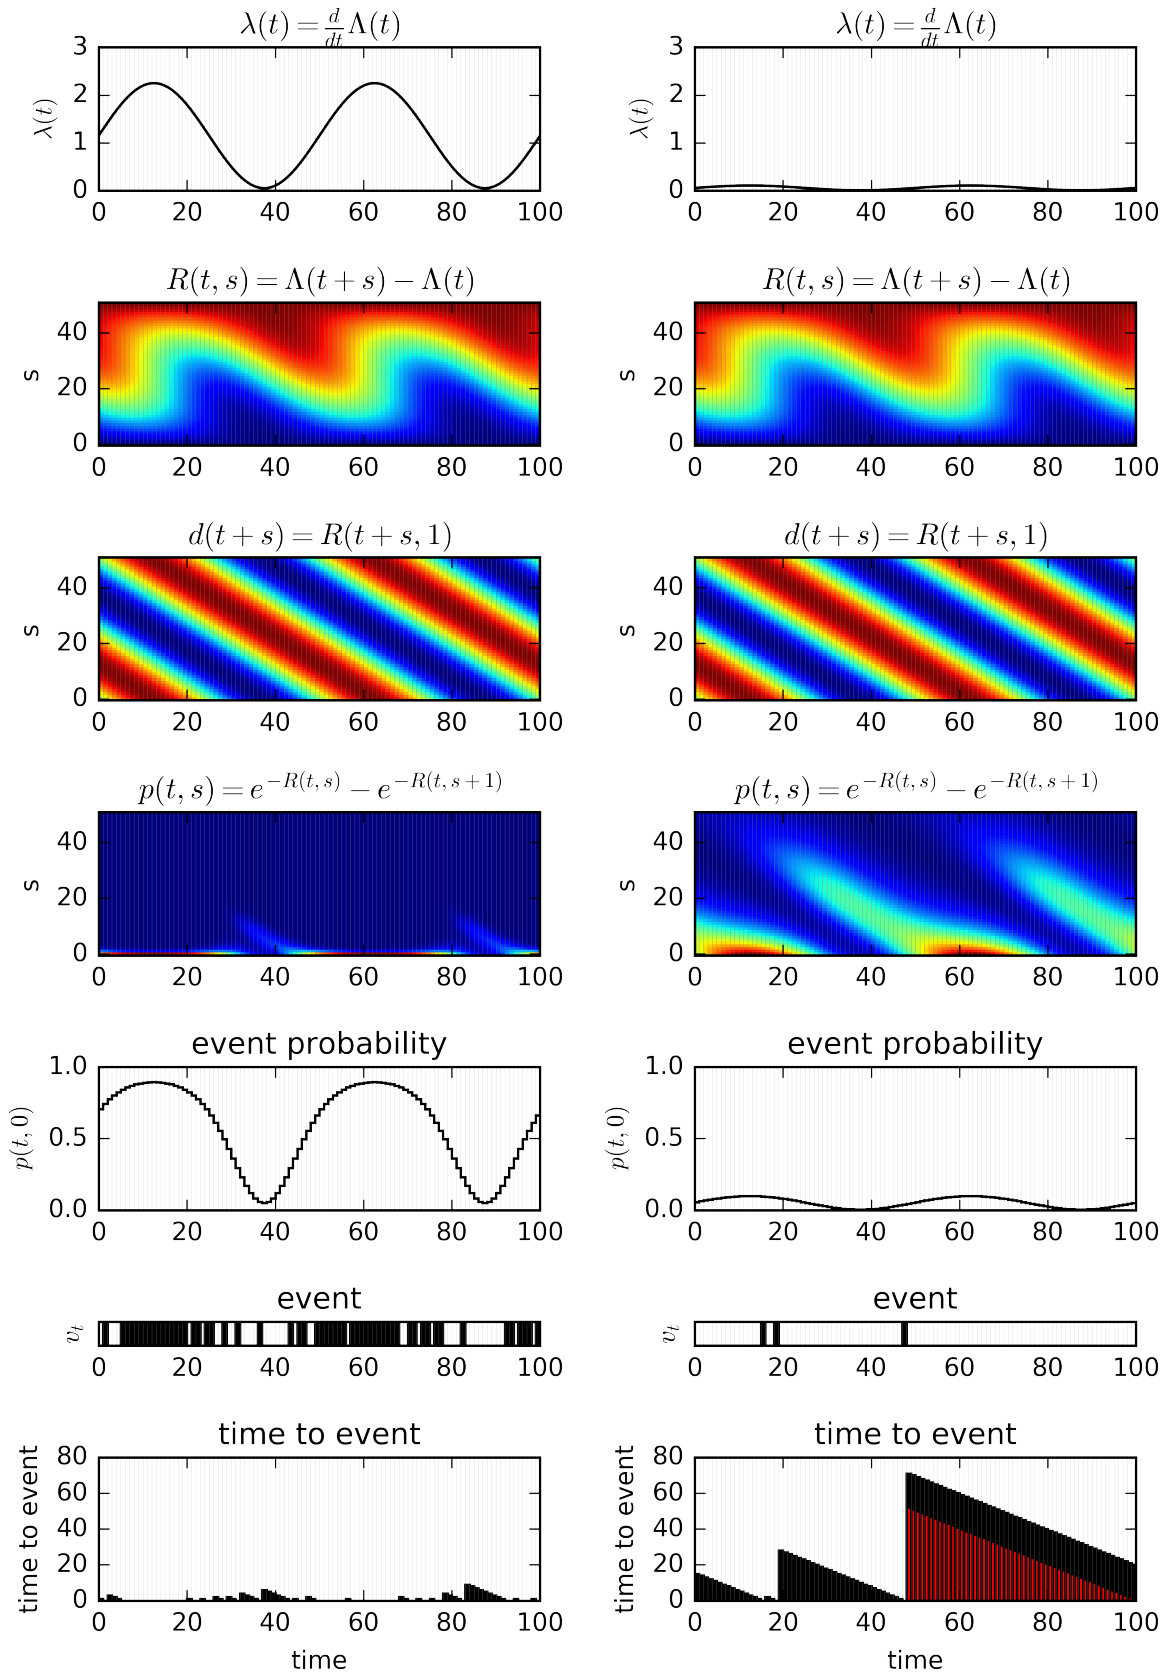 λ(t) = d/dt Λ(t)
3
2
1
0
λ(t)
0 20 40 60 80 100
λ(t) = d/dt Λ(t)
3
2
1
0
λ(t)
0 20 40 60 80 100
R(t, s) = Λ(t + s) − Λ(t)
40
20
0
s
0 20 40 60 80 100
R(t, s) = Λ(t + s) − Λ(t)
40
20
0
s
0 20 40 60 80 100
d(t + s) = R(t + s, 1)
40
20
0
s
0 20 40 60 80 100
d(t + s) = R(t + s, 1)
40
20
0
s
0 20 40 60 80 100
p(t, s) = e^{−R(t,s)} − e^{−R(t,s+1)}
40
20
0
s
0 20 40 60 80 100
p(t, s) = e^{−R(t,s)} − e^{−R(t,s+1)}
40
20
0
s
0 20 40 60 80 100
event probability
1.0
0.5
0.0
p(t, 0)
0 20 40 60 80 100
event probability
1.0
0.5
0.0
p(t, 0)
0 20 40 60 80 100
event
v_t
0 20 40 60 80 100
event
v_t
0 20 40 60 80 100
time to event
80
60
40
20
0
time to event
0 20 40 60 80 100
time
time to event
80
60
40
20
0
time to event
0 20 40 60 80 100
time